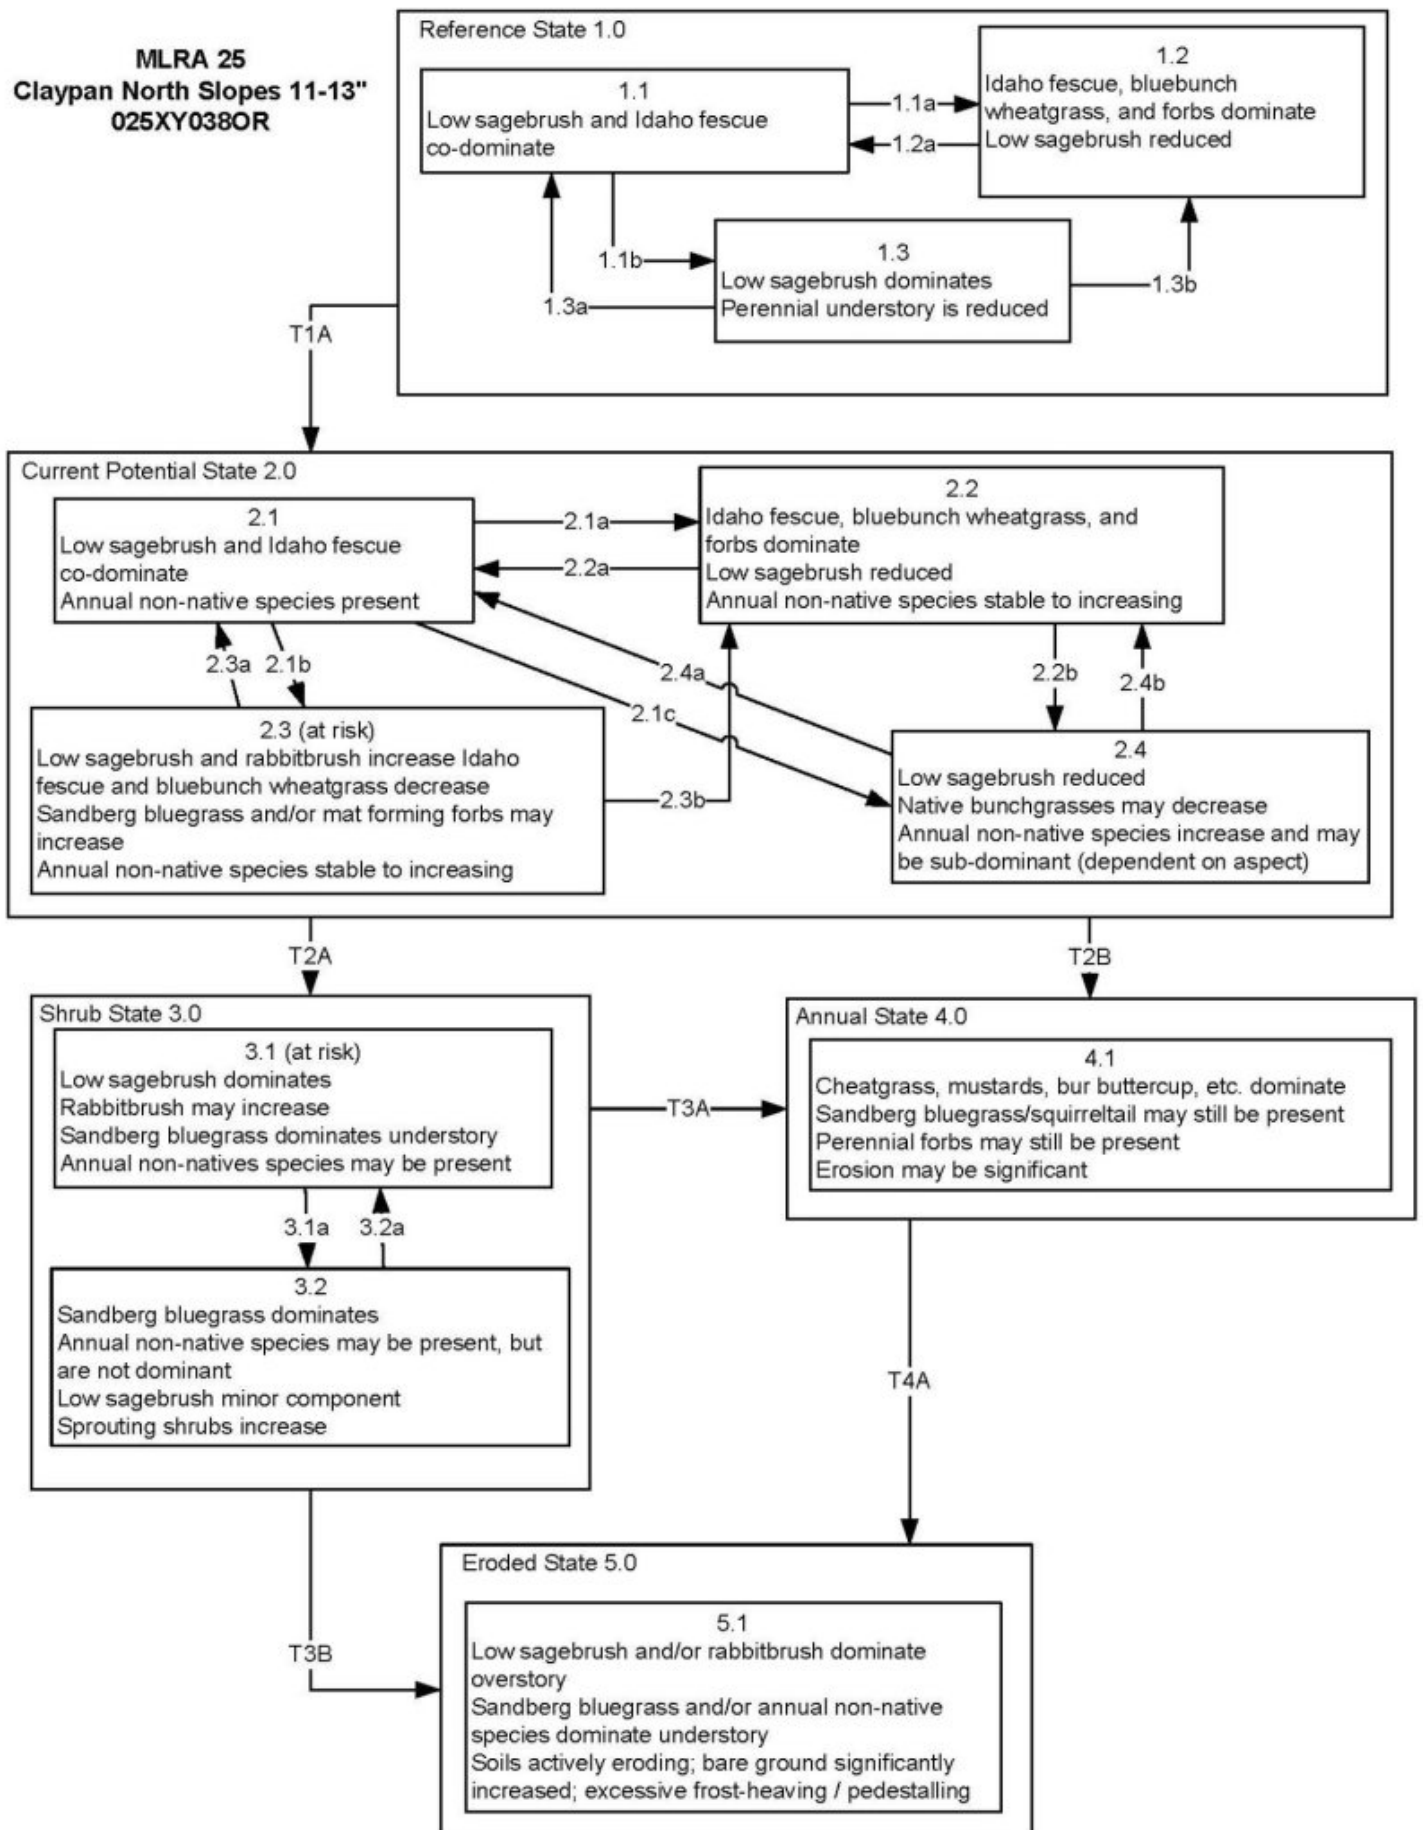 MLRA 25
Claypan North Slopes 11-13"
025XY038OR
Reference State 1.0
1.1
Low sagebrush and Idaho fescue
co-dominate
1.1a
1.2a
1.2
Idaho fescue, bluebunch
wheatgrass, and forbs dominate
Low sagebrush reduced
1.1b
1.3a
1.3
Low sagebrush dominates
Perennial understory is reduced
1.3b
T1A
Current Potential State 2.0
2.1
Low sagebrush and Idaho fescue
co-dominate
Annual non-native species present
2.1a
2.2a
2.2
Idaho fescue, bluebunch wheatgrass, and
forbs dominate
Low sagebrush reduced
Annual non-native species stable to increasing
2.3a
2.1b
2.4a
2.1c
2.2b
2.4b
2.3 (at risk)
Low sagebrush and rabbitbrush increase Idaho
fescue and bluebunch wheatgrass decrease
Sandberg bluegrass and/or mat forming forbs may
increase
Annual non-native species stable to increasing
2.3b
2.4
Low sagebrush reduced
Native bunchgrasses may decrease
Annual non-native species increase and may
be sub-dominant (dependent on aspect)
T2A
T2B
Shrub State 3.0
3.1 (at risk)
Low sagebrush dominates
Rabbitbrush may increase
Sandberg bluegrass dominates understory
Annual non-natives species may be present
3.1a
3.2a
3.2
Sandberg bluegrass dominates
Annual non-native species may be present, but
are not dominant
Low sagebrush minor component
Sprouting shrubs increase
T3A
Annual State 4.0
4.1
Cheatgrass, mustards, bur buttercup, etc. dominate
Sandberg bluegrass/squirreltail may still be present
Perennial forbs may still be present
Erosion may be significant
T4A
T3B
Eroded State 5.0
5.1
Low sagebrush and/or rabbitbrush dominate
overstory
Sandberg bluegrass and/or annual non-native
species dominate understory
Soils actively eroding; bare ground significantly
increased; excessive frost-heaving / pedestalling